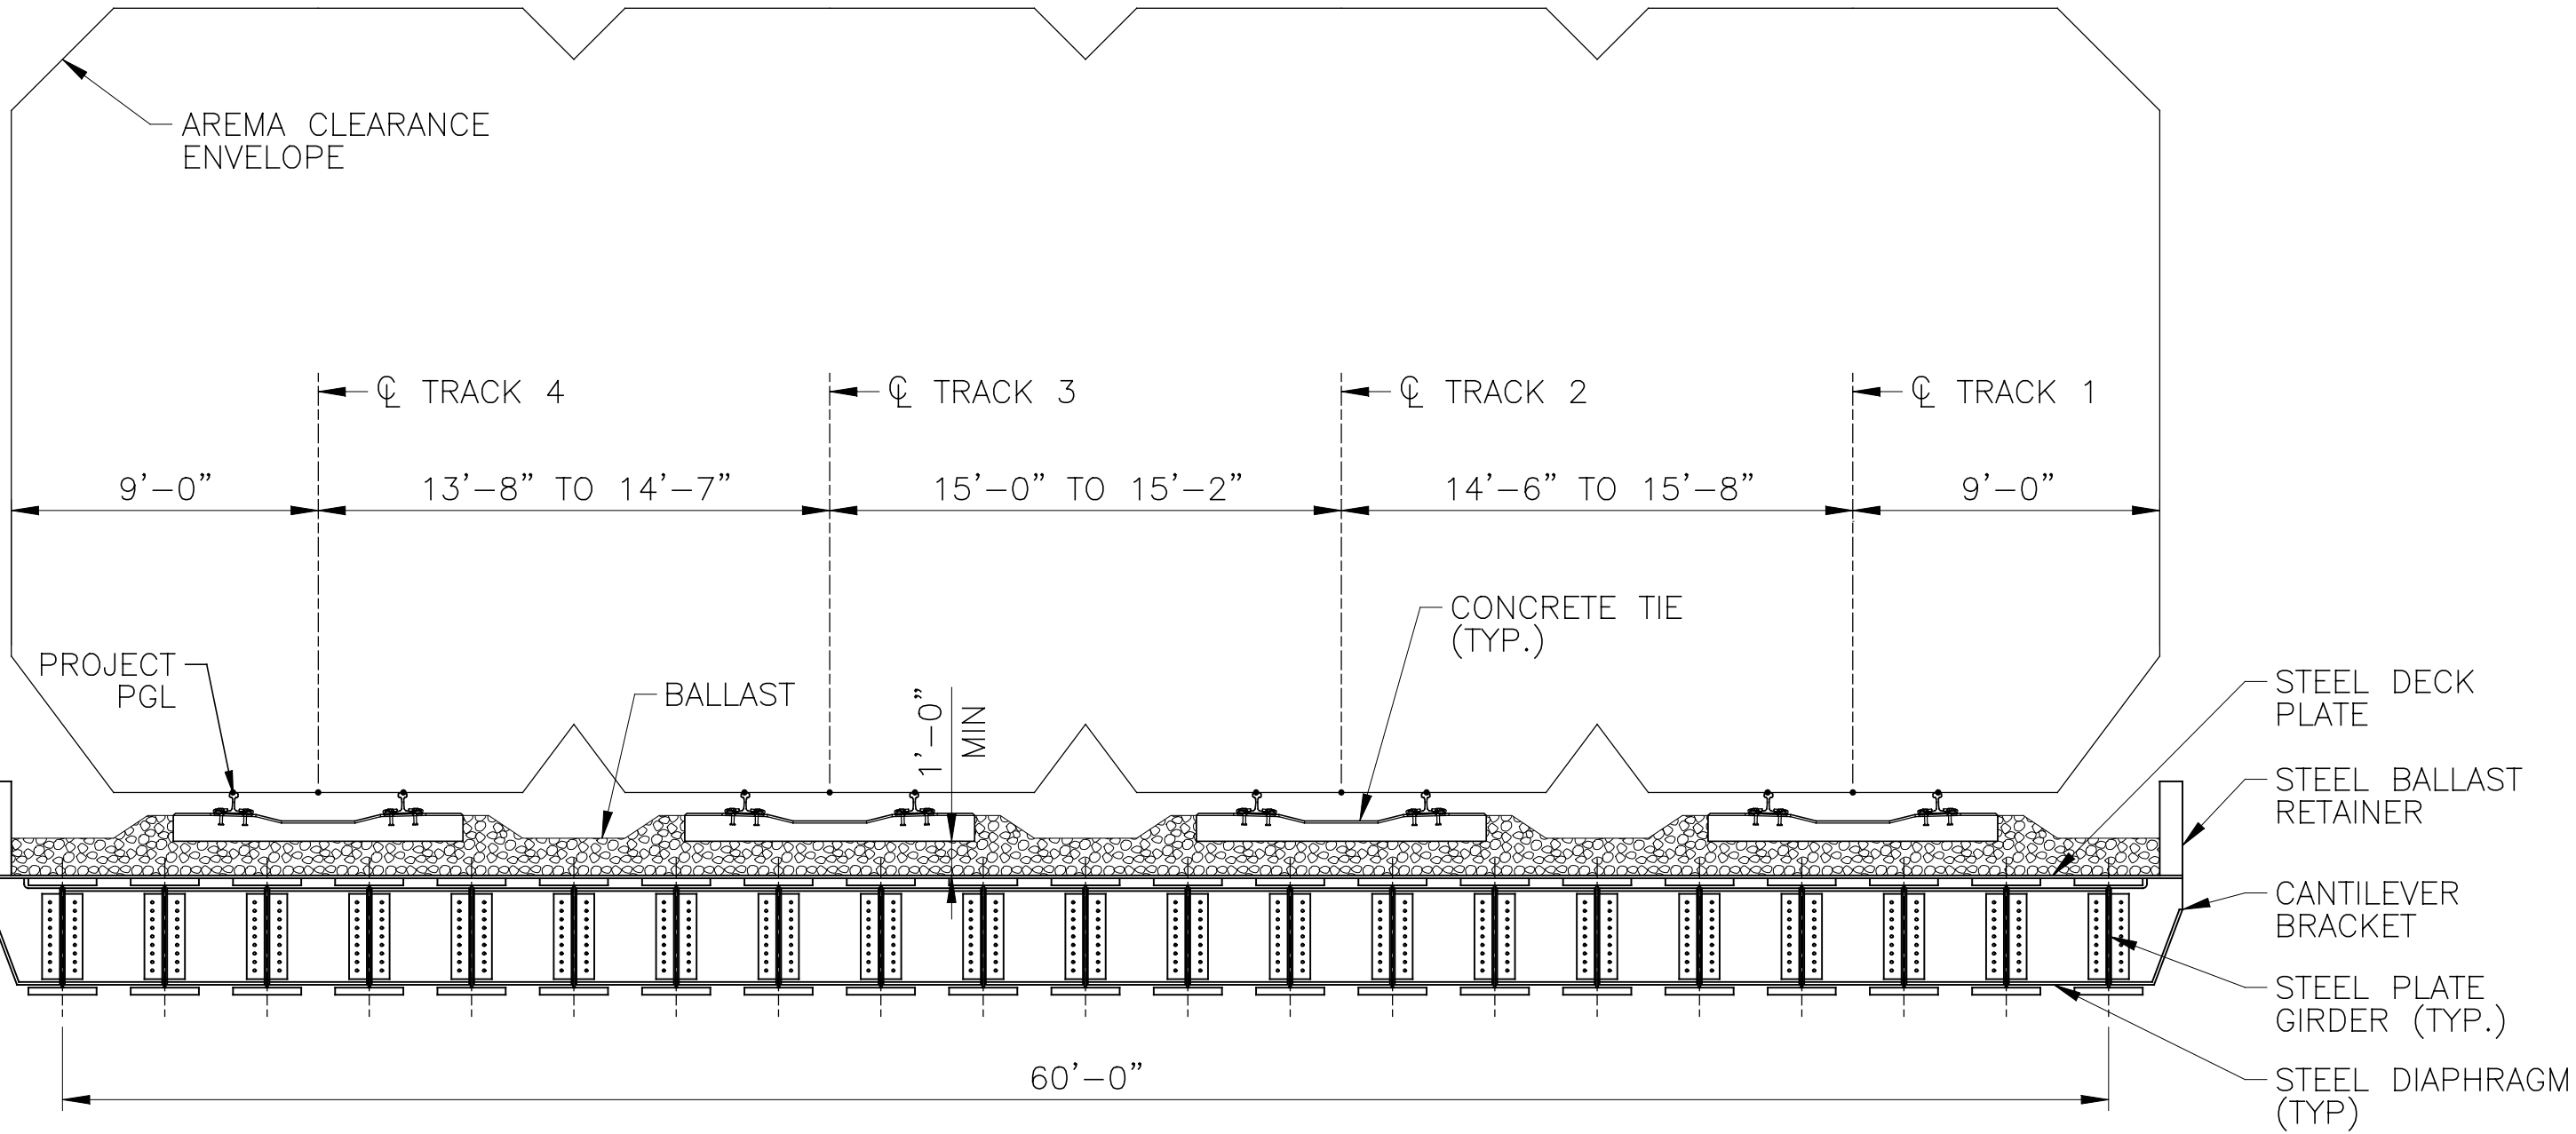 AREMA CLEARANCE
ENVELOPE
℄ TRACK 4
℄ TRACK 3
℄ TRACK 2
℄ TRACK 1
9'-0"
13'-8" TO 14'-7"
15'-0" TO 15'-2"
14'-6" TO 15'-8"
9'-0"
CONCRETE TIE
(TYP.)
PROJECT
PGL
BALLAST
1'-0"
MIN
STEEL DECK
PLATE
STEEL BALLAST
RETAINER
CANTILEVER
BRACKET
STEEL PLATE
GIRDER (TYP.)
STEEL DIAPHRAGM
(TYP)
60'-0"